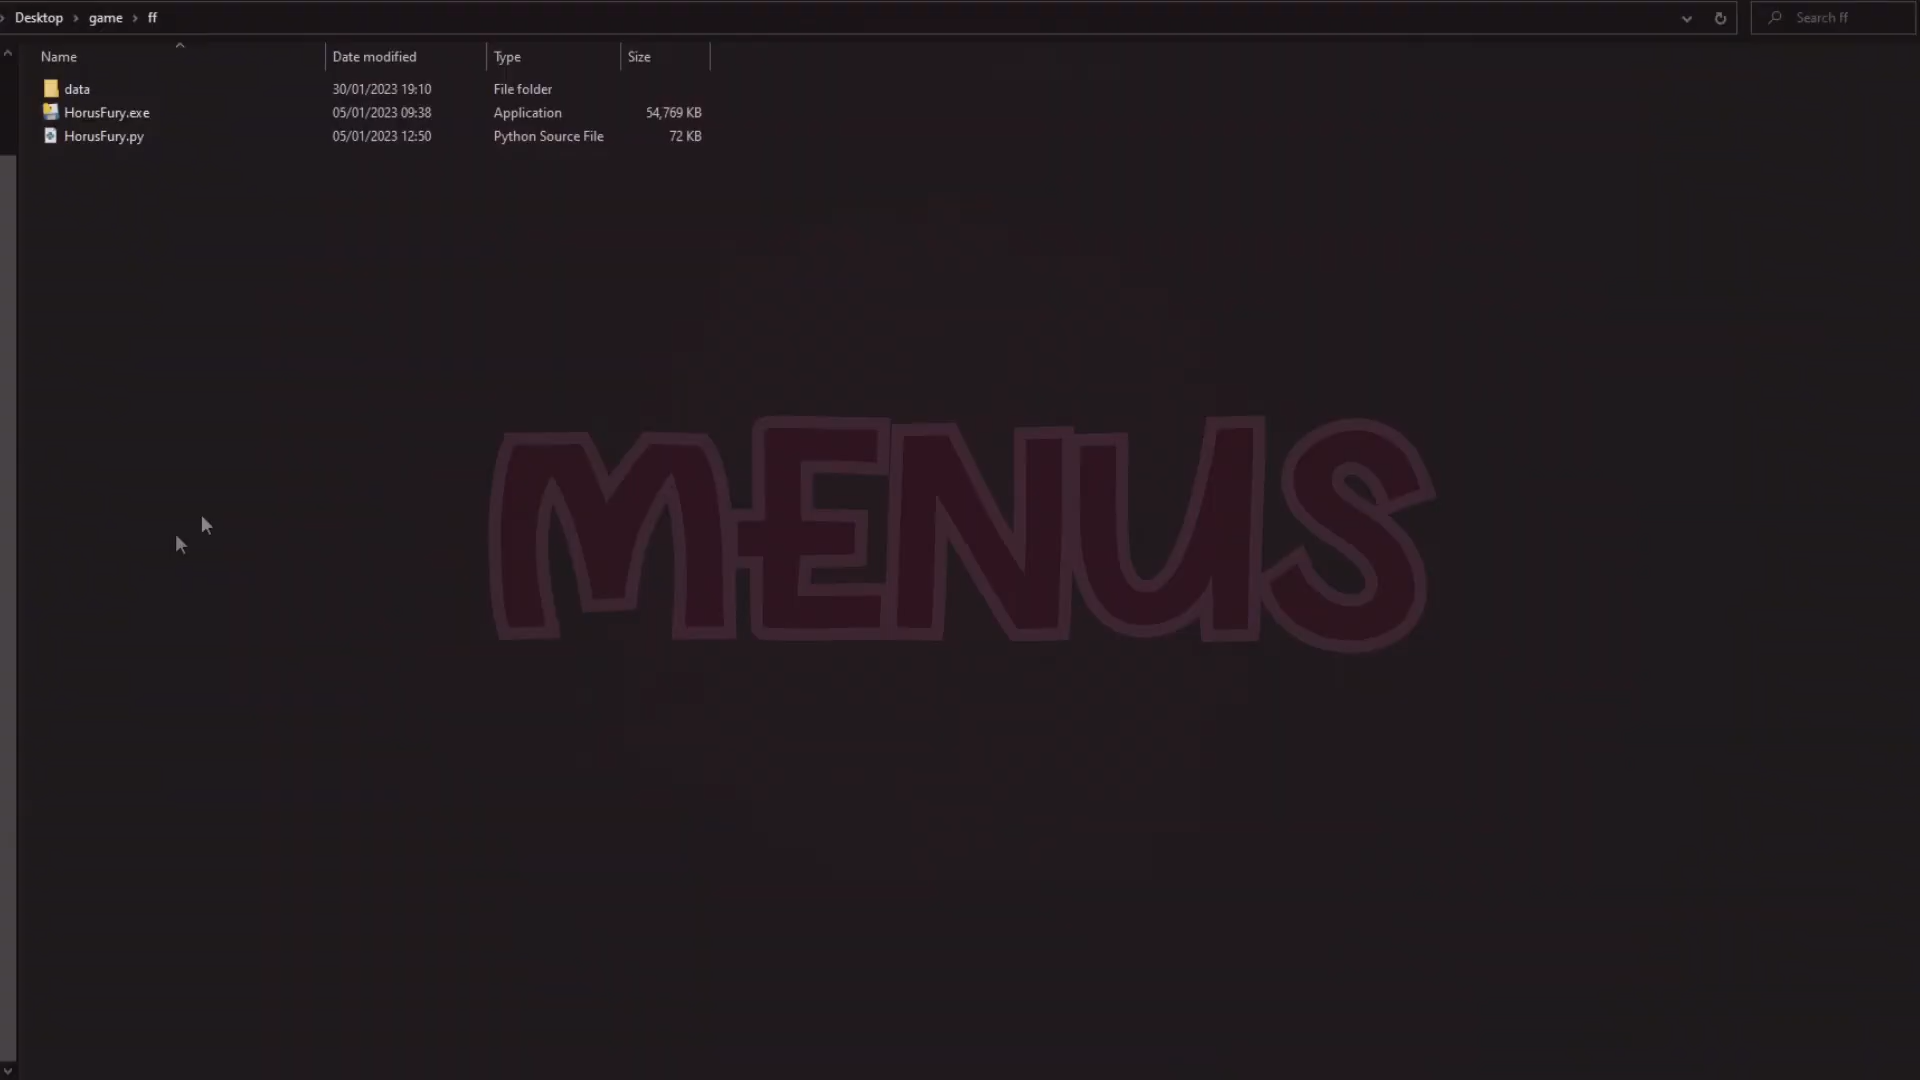 Desktop › game › ff
Search ff
Name Date modified Type Size
data 30/01/2023 19:10 File folder
HorusFury.exe 05/01/2023 09:38 Application 54,769 KB
HorusFury.py 05/01/2023 12:50 Python Source File 72 KB
MENUS